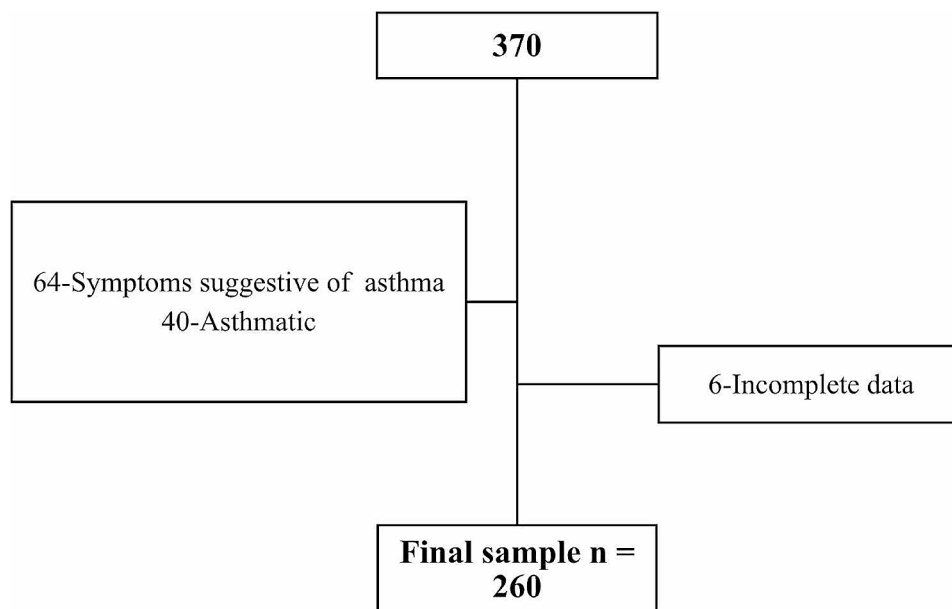 370
64-Symptoms suggestive of asthma
40-Asthmatic
6-Incomplete data
Final sample n =
260